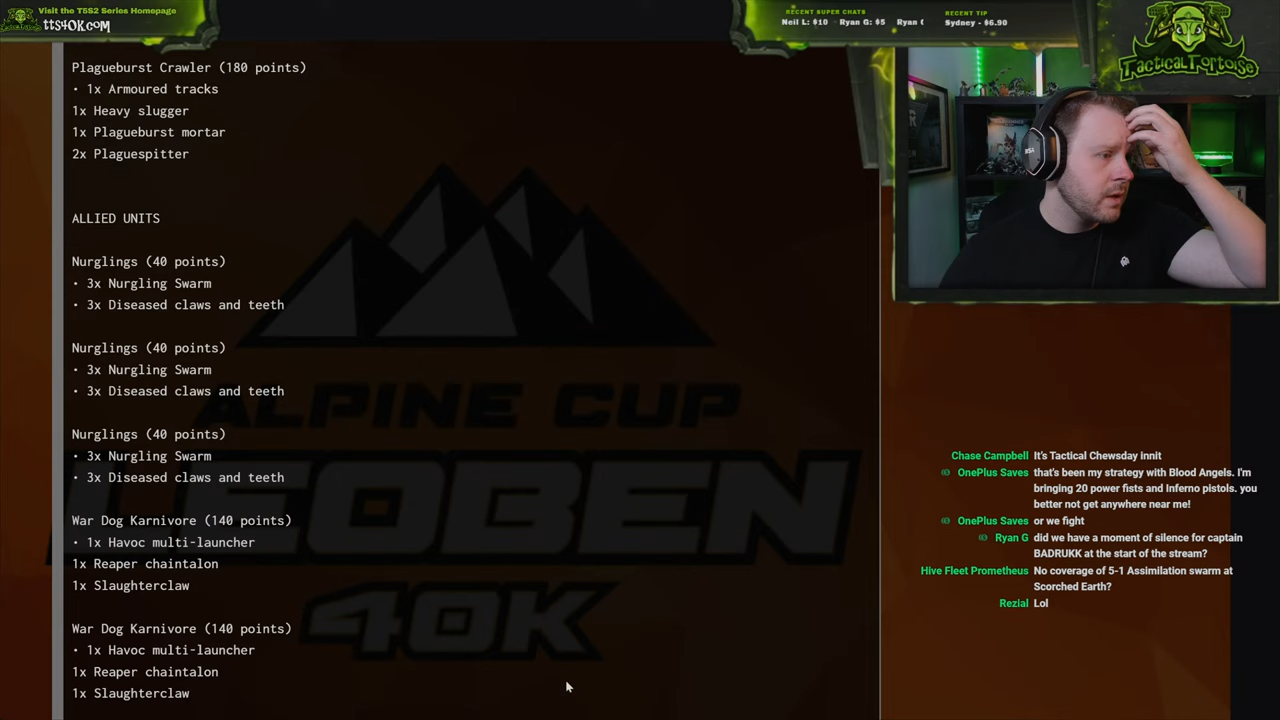 Visit the T5S2 Series Homepage
tts40k.com
RECENT SUPER CHATS
Neil L: $10 • Ryan G: $5 Ryan
RECENT TIP
Sydney - $6.90
TacticalTortoise
Plagueburst Crawler (180 points)
• 1x Armoured tracks
1x Heavy slugger
1x Plagueburst mortar
2x Plaguespitter
ALLIED UNITS
Nurglings (40 points)
• 3x Nurgling Swarm
• 3x Diseased claws and teeth
Nurglings (40 points)
• 3x Nurgling Swarm
• 3x Diseased claws and teeth
Nurglings (40 points)
• 3x Nurgling Swarm
• 3x Diseased claws and teeth
War Dog Karnivore (140 points)
• 1x Havoc multi-launcher
1x Reaper chaintalon
1x Slaughterclaw
War Dog Karnivore (140 points)
• 1x Havoc multi-launcher
1x Reaper chaintalon
1x Slaughterclaw
ALPINE CUP
LEOBEN
40K
Chase Campbell It's Tactical Chewsday innit
OnePlus Saves that's been my strategy with Blood Angels. I'm
bringing 20 power fists and Inferno pistols. you
better not get anywhere near me!
OnePlus Saves or we fight
Ryan G did we have a moment of silence for captain
BADRUKK at the start of the stream?
Hive Fleet Prometheus No coverage of 5-1 Assimilation swarm at
Scorched Earth?
Rezial Lol